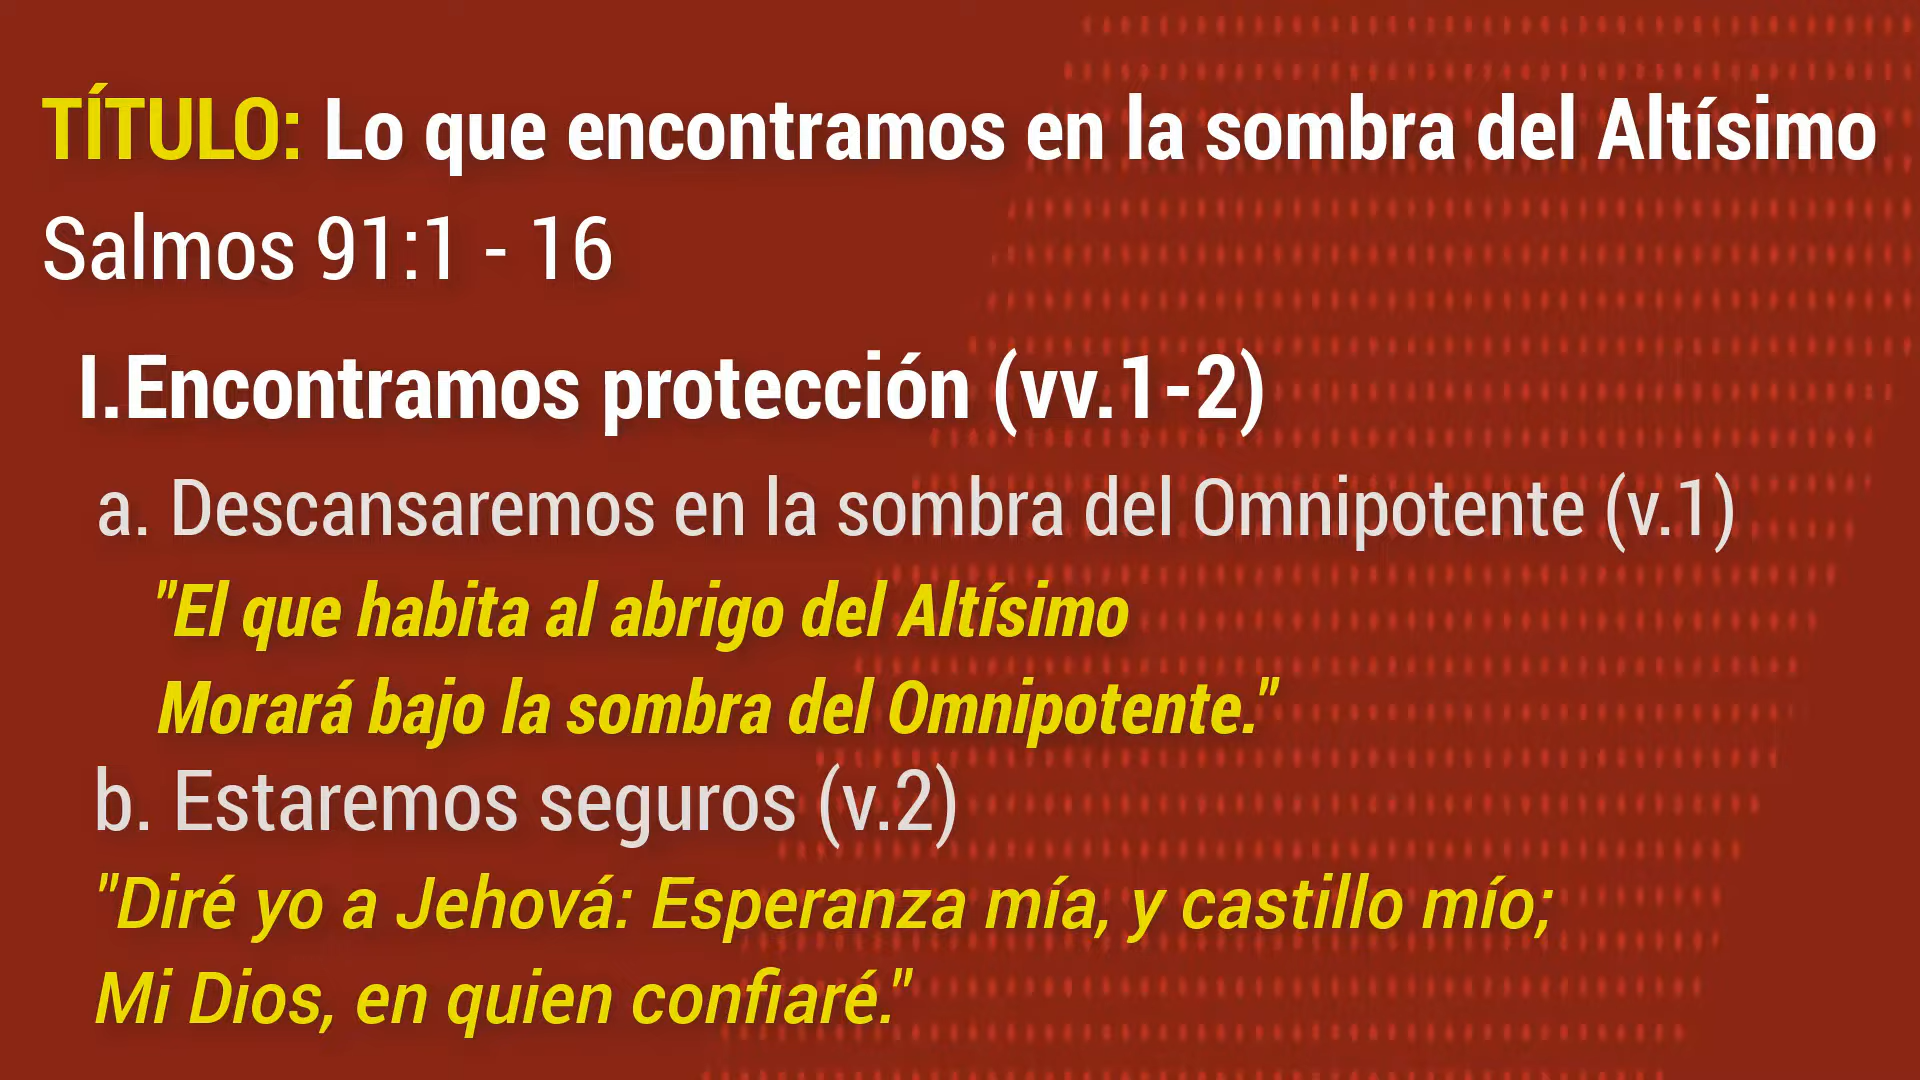 TÍTULO: Lo que encontramos en la sombra del Altísimo
Salmos 91:1 - 16
I.Encontramos protección (vv.1-2)
a. Descansaremos en la sombra del Omnipotente (v.1)
"El que habita al abrigo del Altísimo
Morará bajo la sombra del Omnipotente."
b. Estaremos seguros (v.2)
"Diré yo a Jehová: Esperanza mía, y castillo mío;
Mi Dios, en quien confiaré."